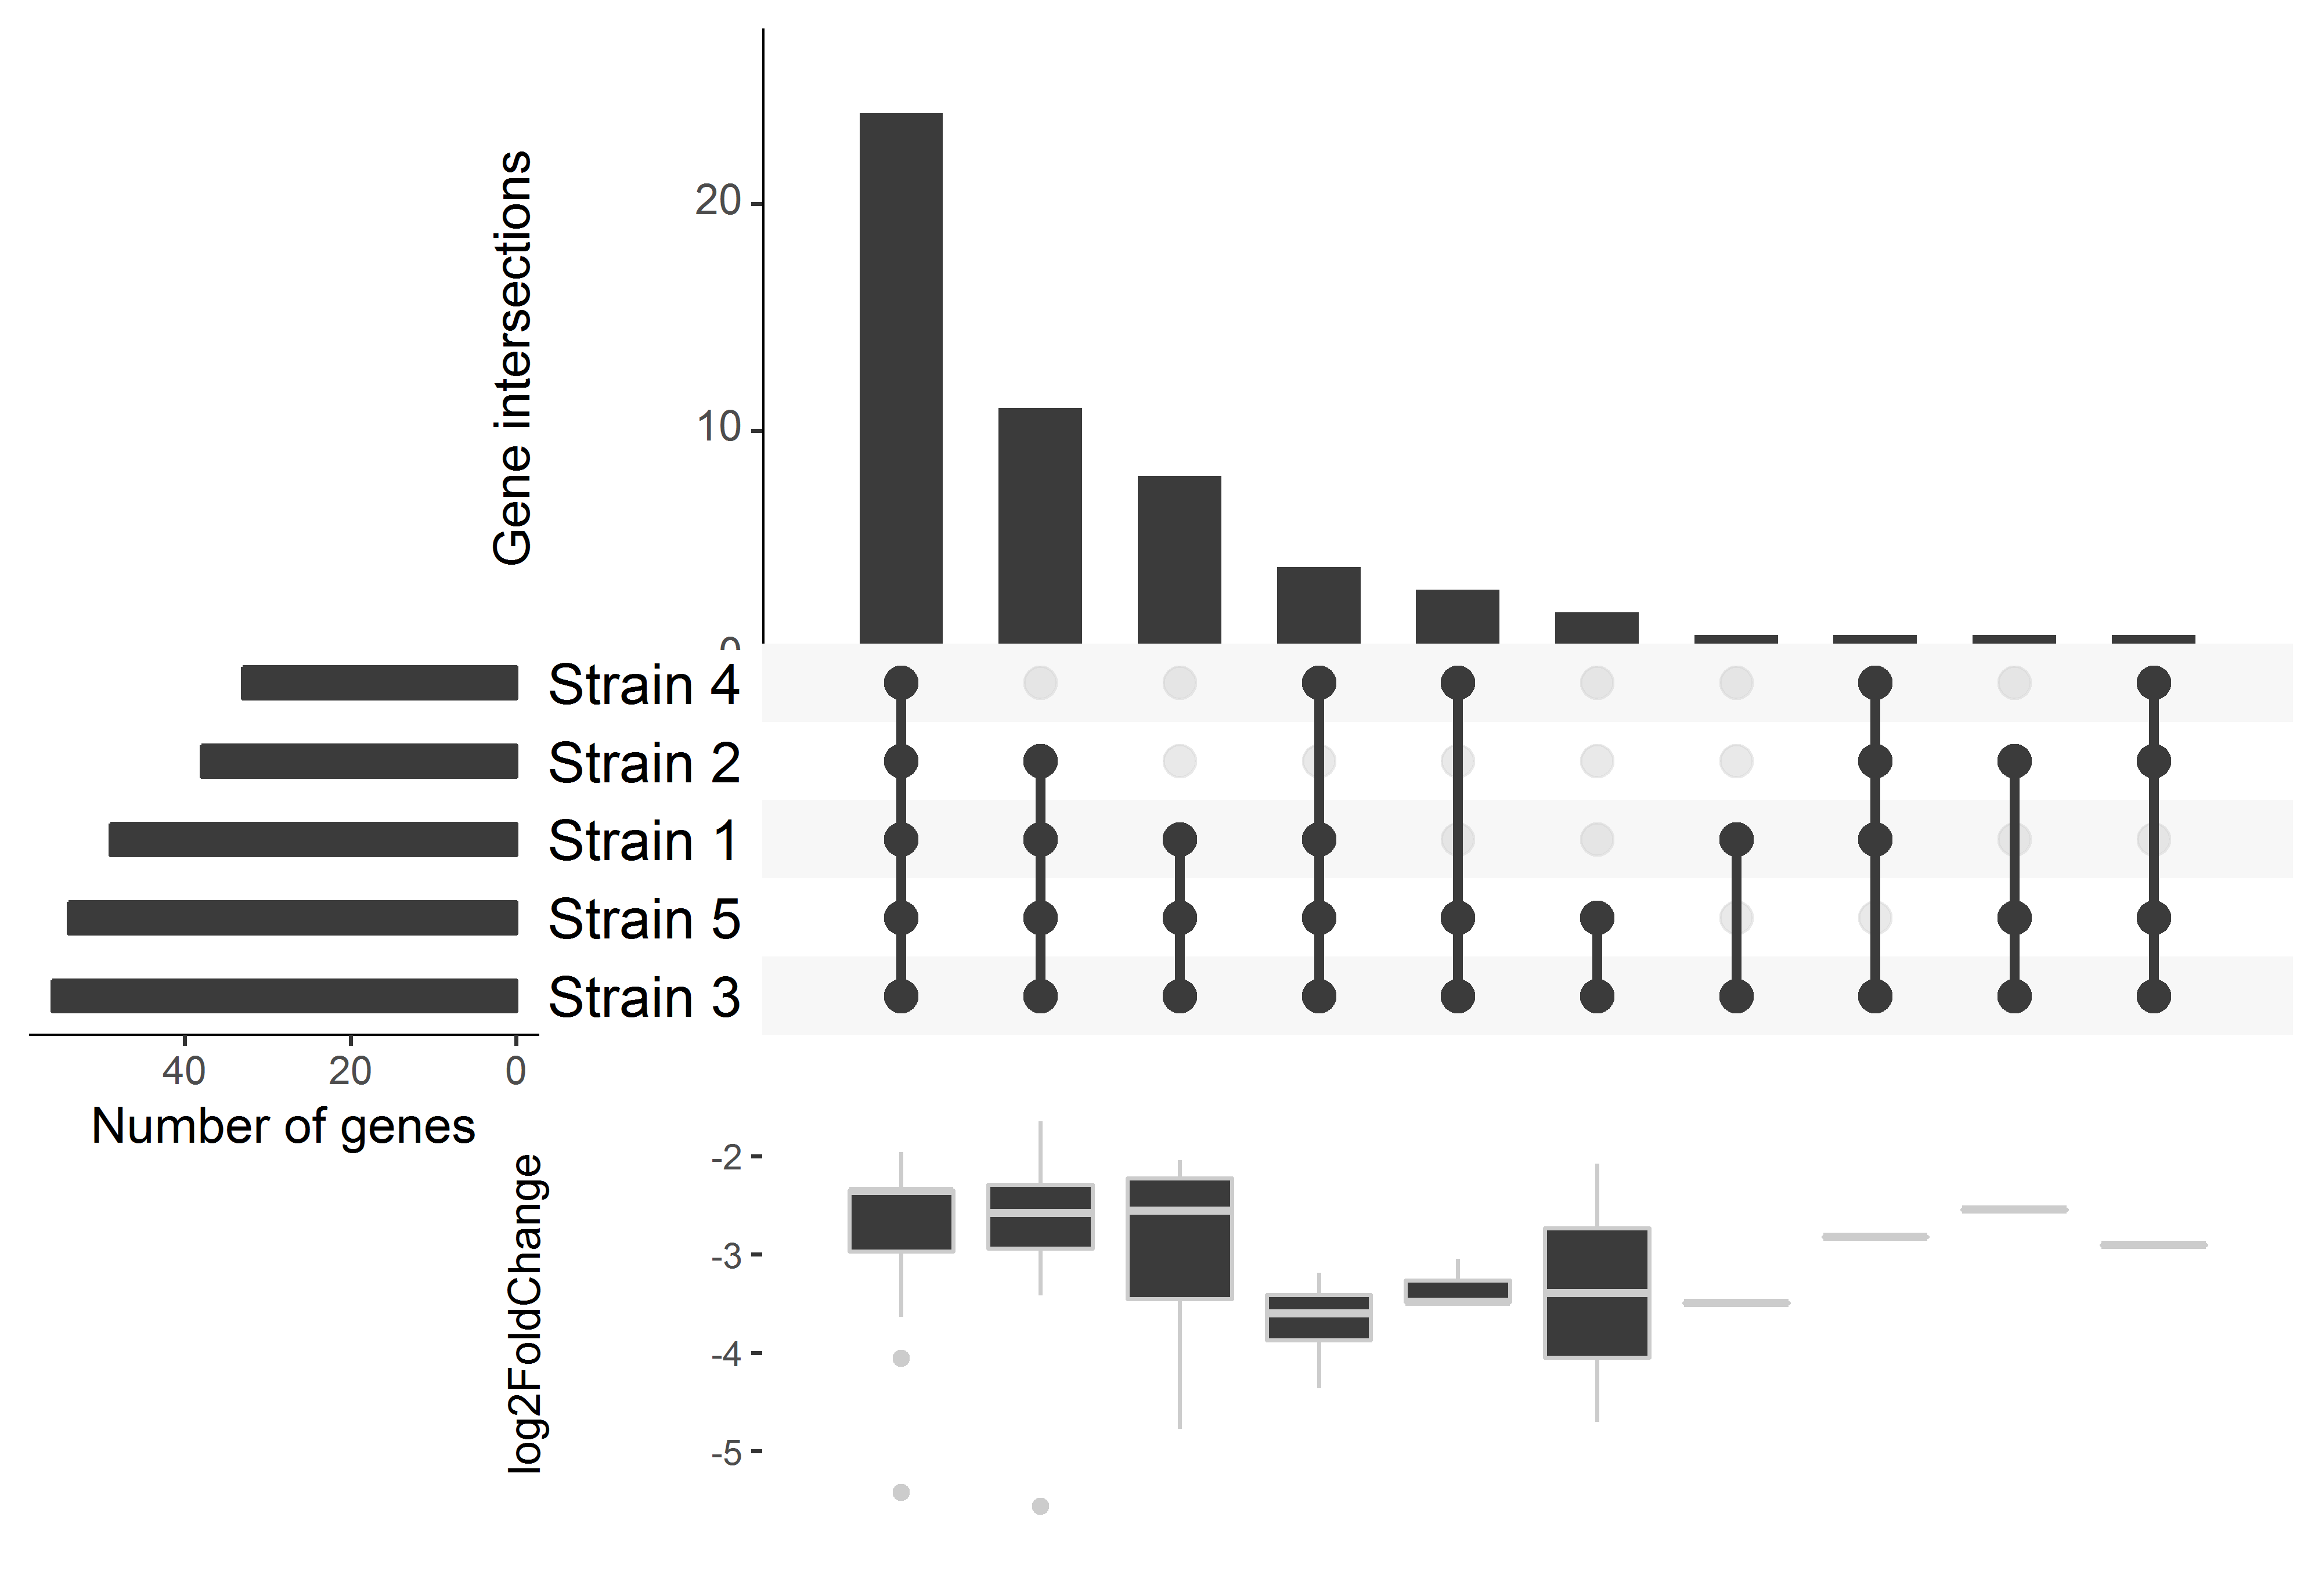 Gene intersections
20
10
0
Strain 4
Strain 2
Strain 1
Strain 5
Strain 3
40 20 0
Number of genes
log2FoldChange
-2
-3
-4
-5